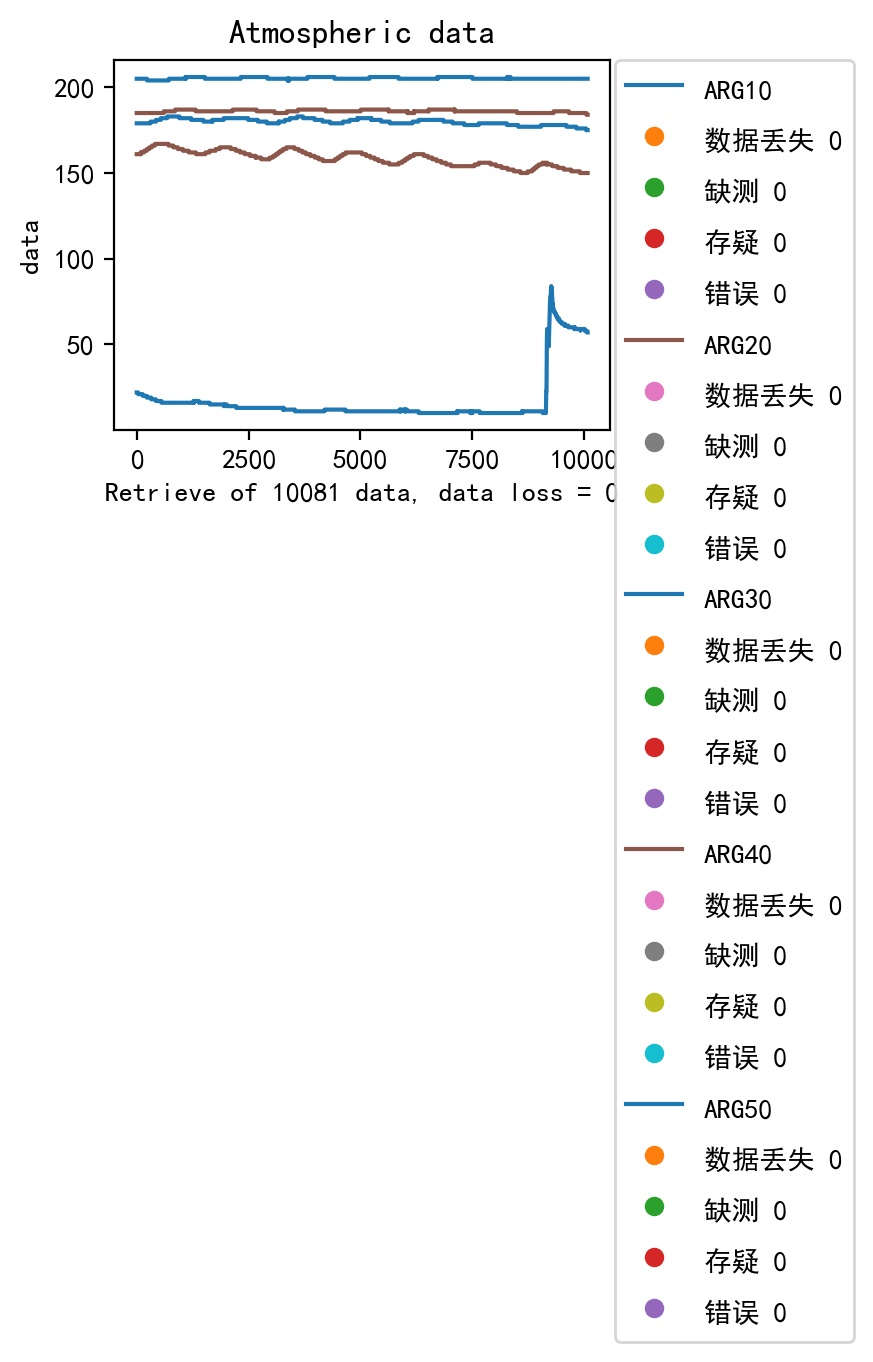 Atmospheric data
data
200
150
100
50
0 2500 5000 7500 10000
Retrieve of 10081 data, data loss = 0
ARG10
数据丢失 0
缺测 0
存疑 0
错误 0
ARG20
数据丢失 0
缺测 0
存疑 0
错误 0
ARG30
数据丢失 0
缺测 0
存疑 0
错误 0
ARG40
数据丢失 0
缺测 0
存疑 0
错误 0
ARG50
数据丢失 0
缺测 0
存疑 0
错误 0